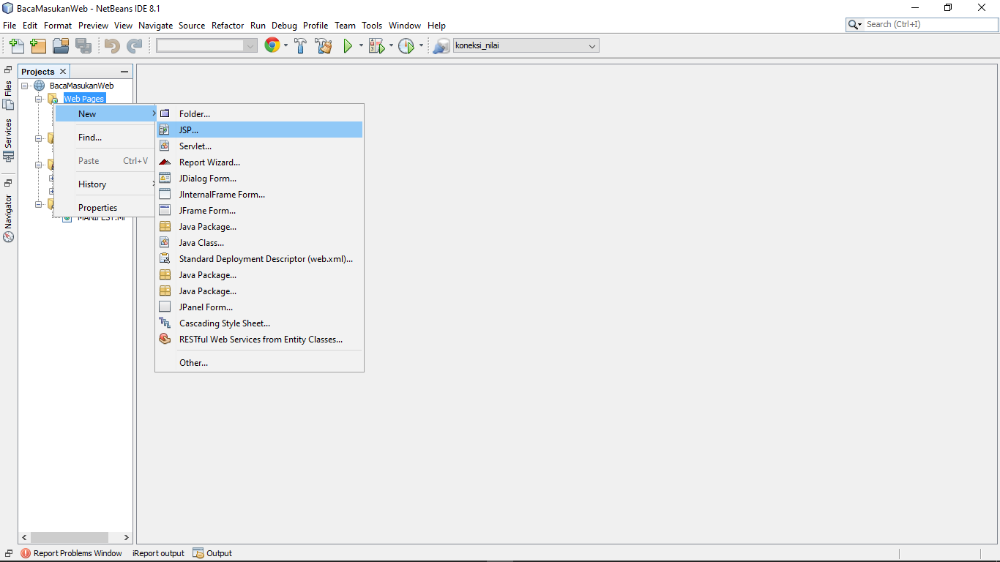 BacaMasukanWeb - NetBeans IDE 8.1
File Edit Format Preview View Navigate Source Refactor Run Debug Profile Team Tools Window Help
Search (Ctrl+I)
koneksi_nilai
Projects
Files
Services
Navigator
BacaMasukanWeb
Web Pages
New
Find...
Paste Ctrl+V
History
Properties
Folder...
JSP...
Servlet...
Report Wizard...
JDialog Form...
JInternalFrame Form...
JFrame Form...
Java Package...
Java Class...
Standard Deployment Descriptor (web.xml)...
Java Package...
Java Package...
JPanel Form...
Cascading Style Sheet...
RESTful Web Services from Entity Classes...
Other...
MANIFEST.MF
Report Problems Window iReport output Output